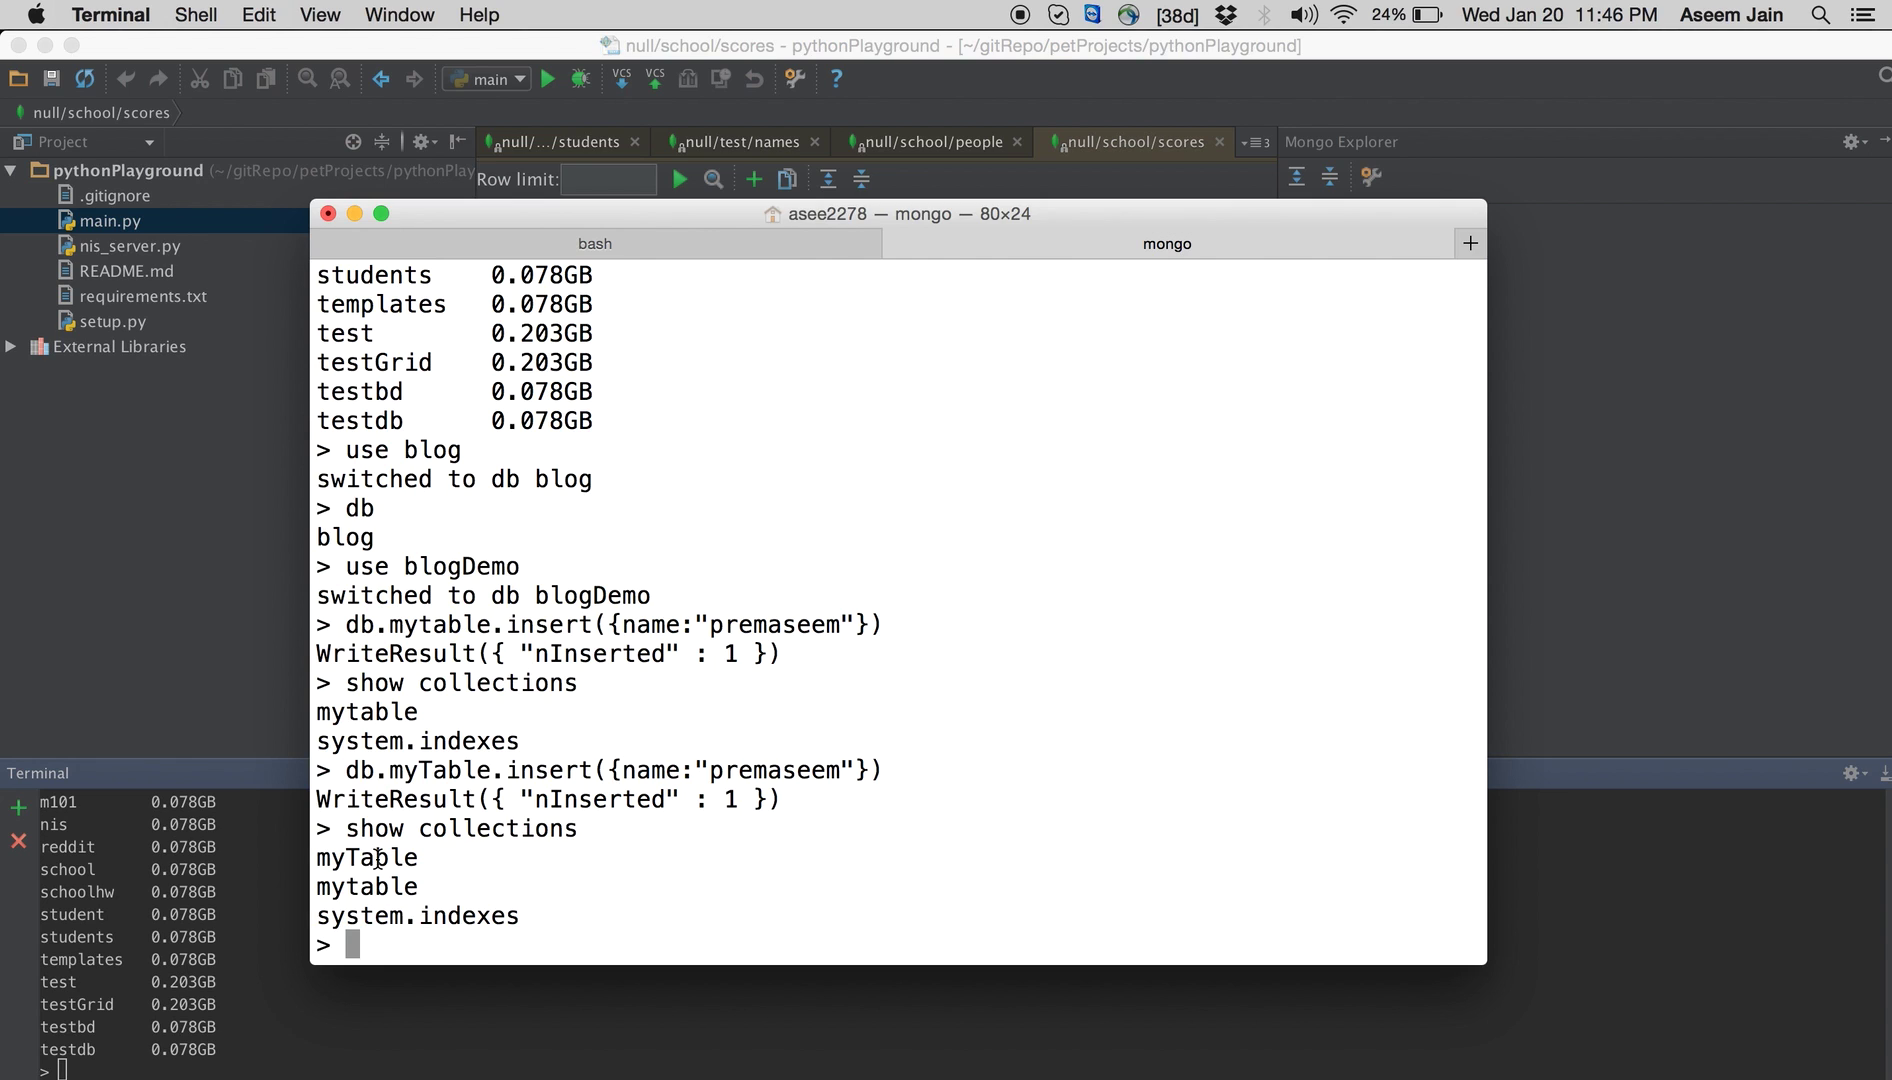 Terminal Shell Edit View Window Help [38d] 24% Wed Jan 20 11:46 PM Aseem Jain
null/school/scores - pythonPlayground - [~/gitRepo/petProjects/pythonPlayground]
main VCS VCS ?
null/school/scores
Project null/.../students null/test/names null/school/people null/school/scores 3 Mongo Explorer
pythonPlayground (~/gitRepo/petProjects/pythonPlay
Row limit:
.gitignore
main.py
nis_server.py
README.md
requirements.txt
setup.py
External Libraries
asee2278 — mongo — 80×24
bash mongo +
students 0.078GB
templates 0.078GB
test 0.203GB
testGrid 0.203GB
testbd 0.078GB
testdb 0.078GB
> use blog
switched to db blog
> db
blog
> use blogDemo
switched to db blogDemo
> db.mytable.insert({name:"premaseem"})
WriteResult({ "nInserted" : 1 })
> show collections
mytable
system.indexes
> db.myTable.insert({name:"premaseem"})
WriteResult({ "nInserted" : 1 })
> show collections
myTable
mytable
system.indexes
>
Terminal
m101 0.078GB
nis 0.078GB
reddit 0.078GB
school 0.078GB
schoolhw 0.078GB
student 0.078GB
students 0.078GB
templates 0.078GB
test 0.203GB
testGrid 0.203GB
testbd 0.078GB
testdb 0.078GB
>